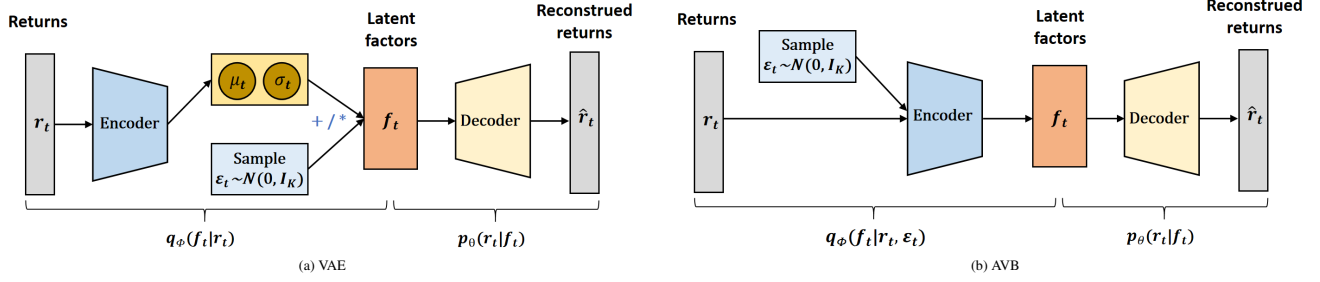 Returns
Latent
factors
Reconstrued
returns
r_t
Encoder
μ_t
σ_t
+/*
Sample
ε_t~N(0, I_K)
f_t
Decoder
r̂_t
q_Φ(f_t|r_t)
p_θ(r_t|f_t)
(a) VAE
Returns
Latent
factors
Reconstrued
returns
Sample
ε_t~N(0, I_K)
r_t
Encoder
f_t
Decoder
r̂_t
q_Φ(f_t|r_t, ε_t)
p_θ(r_t|f_t)
(b) AVB